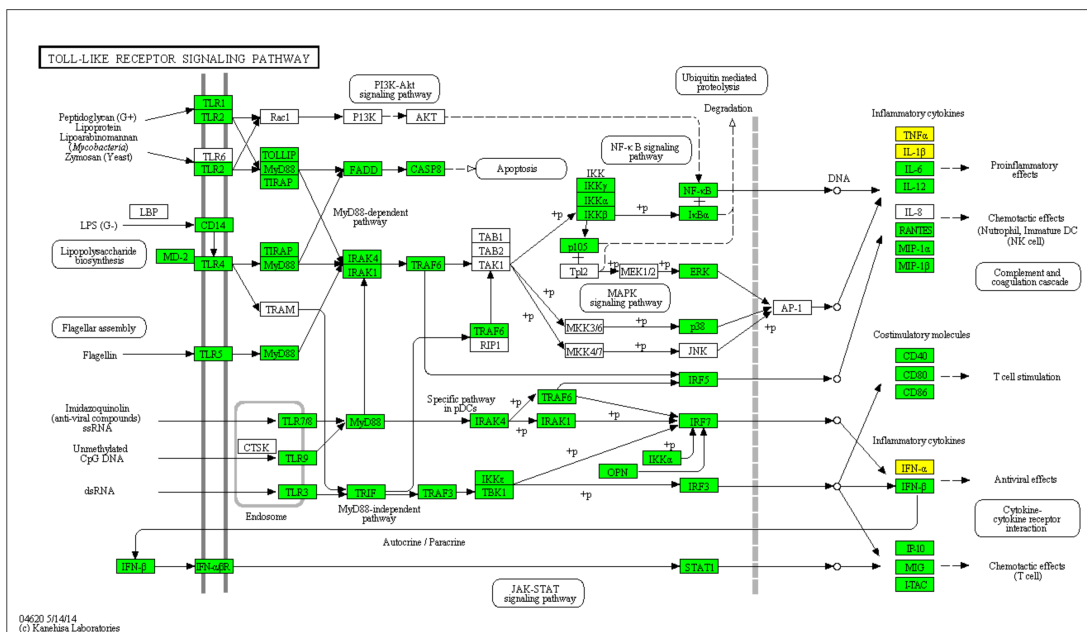 TOLL-LIKE RECEPTOR SIGNALING PATHWAY
PI3K-Akt
signaling pathway
Ubiquitin mediated
proteolysis
Degradation
Peptidoglycan (G+)
Lipoprotein
Lipoarabinomannan
(Mycobacteria)
Zymosan (Yeast)
TLR1
TLR2
Rac1
P13K
AKT
TLR6
TLR2
TOLLIP
MyD88
TIRAP
FADD
CASP8
Apoptosis
NF-κ B signaling
pathway
IKK
IKKγ
IKKα
IKKβ
+p
NF-κB
IκBα
DNA
Inflammatory cytokines
TNFα
IL-1β
IL-6
IL-12
Proinflammatory
effects
LBP
LPS (G-)
CD14
MyD88-dependent
pathway
IL-8
RANTES
MIP-1α
MIP-1β
Chemotactic effects
(Nutrophil, Immature DC
(NK cell)
Lipopolysaccharide
biosynthesis
MD-2
TLR4
TIRAP
MyD88
IRAK4
IRAK1
TRAF6
TAB1
TAB2
TAK1
+p
p105
+p
+p
Tpl2
MEK1/2
ERK
Complement and
coagulation cascade
TRAM
MAPK
signaling pathway
+p
+p
AP-1
Flagellar assembly
TRAF6
RIP1
+p
MKK3/6
+p
p38
+p
Flagellin
TLR5
MyD88
+p
MKK4/7
+p
JNK
+p
Costimulatory molecules
CD40
CD80
CD86
T cell stimulation
IRF5
Imidazoquinolin
(anti-viral compounds)
ssRNA
TLR7/8
MyD88
Specific pathway
in pDCs
IRAK4
+p
+p
TRAF6
IRAK1
+p
IRF7
Unmethylated
CpG DNA
CTSK
TLR9
+p
+p
IKKα
OPN
Inflammatory cytokines
IFN-α
IFN-β
Antiviral effects
dsRNA
TLR3
TRIF
TRAF3
IKKε
TBK1
+p
IRF3
Endosome
MyD88-independent
pathway
Cytokine-
cytokine receptor
interaction
Autocrine / Paracrine
IFN-β
IFN-αβR
STAT1
IP-10
MIG
I-TAC
Chemotactic effects
(T cell)
JAK-STAT
signaling pathway
04620 5/14/14
(c) Kanehisa Laboratories